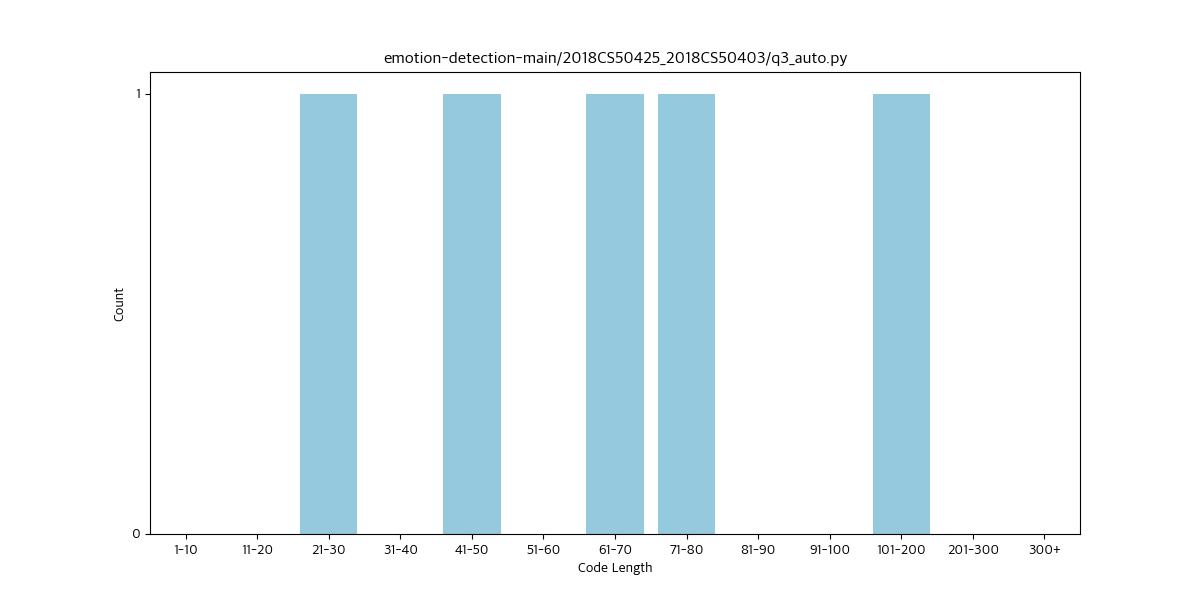 emotion-detection-main/2018CS50425_2018CS50403/q3_auto.py
1
Count
0
1-10 11-20 21-30 31-40 41-50 51-60 61-70 71-80 81-90 91-100 101-200 201-300 300+
Code Length